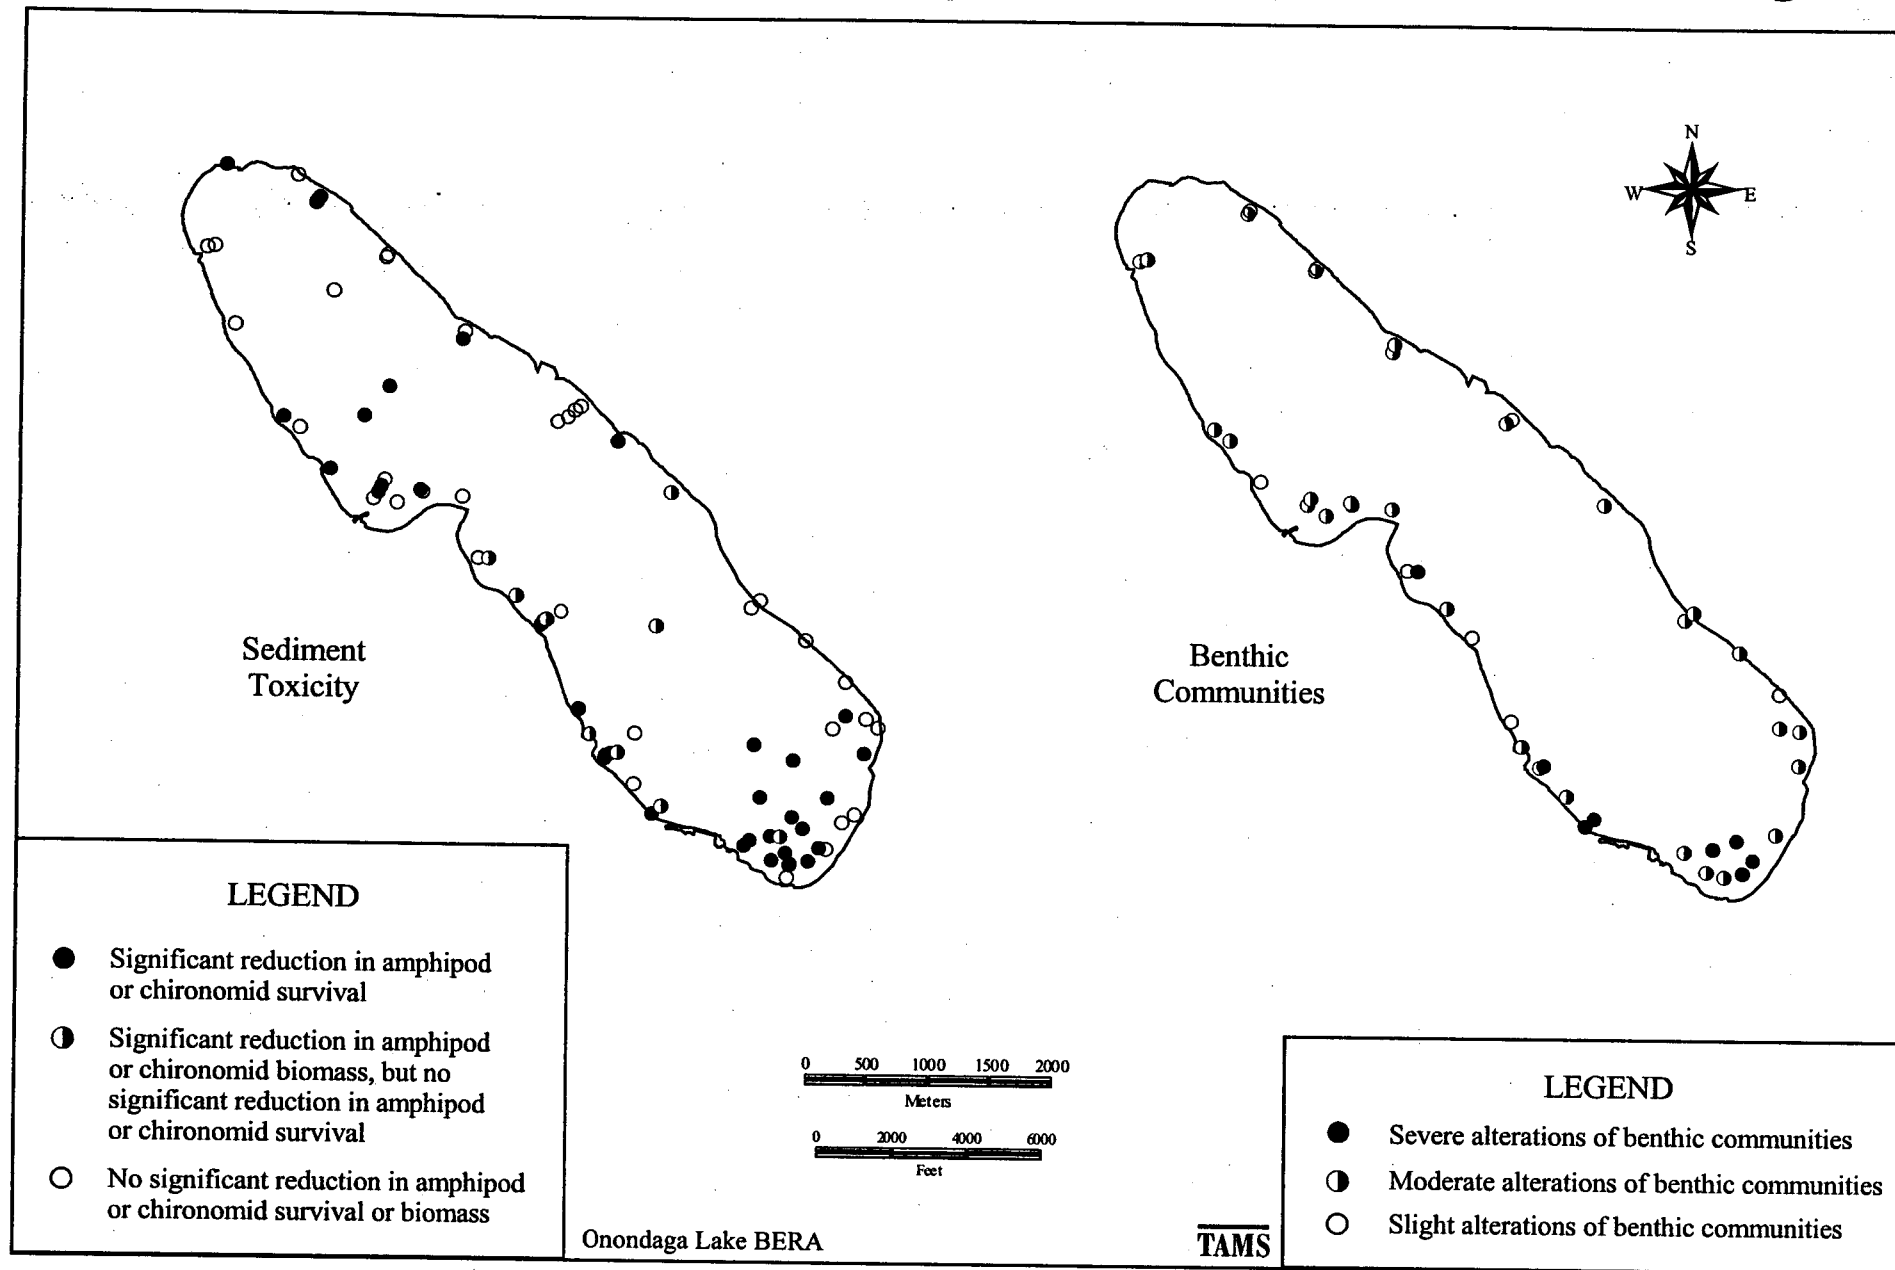 N
W
E
S
Sediment
Toxicity
Benthic
Communities
LEGEND
Significant reduction in amphipod
or chironomid survival
Significant reduction in amphipod
or chironomid biomass, but no
significant reduction in amphipod
or chironomid survival
No significant reduction in amphipod
or chironomid survival or biomass
0 500 1000 1500 2000
Meters
0 2000 4000 6000
Feet
Onondaga Lake BERA
TAMS
LEGEND
Severe alterations of benthic communities
Moderate alterations of benthic communities
Slight alterations of benthic communities